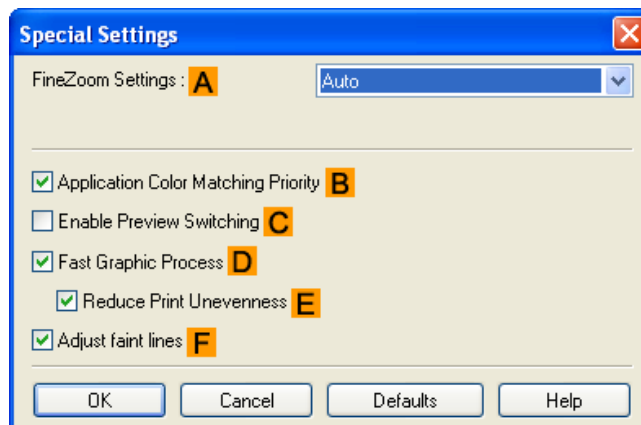 Special Settings
FineZoom Settings : A Auto
Application Color Matching Priority B
Enable Preview Switching C
Fast Graphic Process D
Reduce Print Unevenness E
Adjust faint lines F
OK Cancel Defaults Help